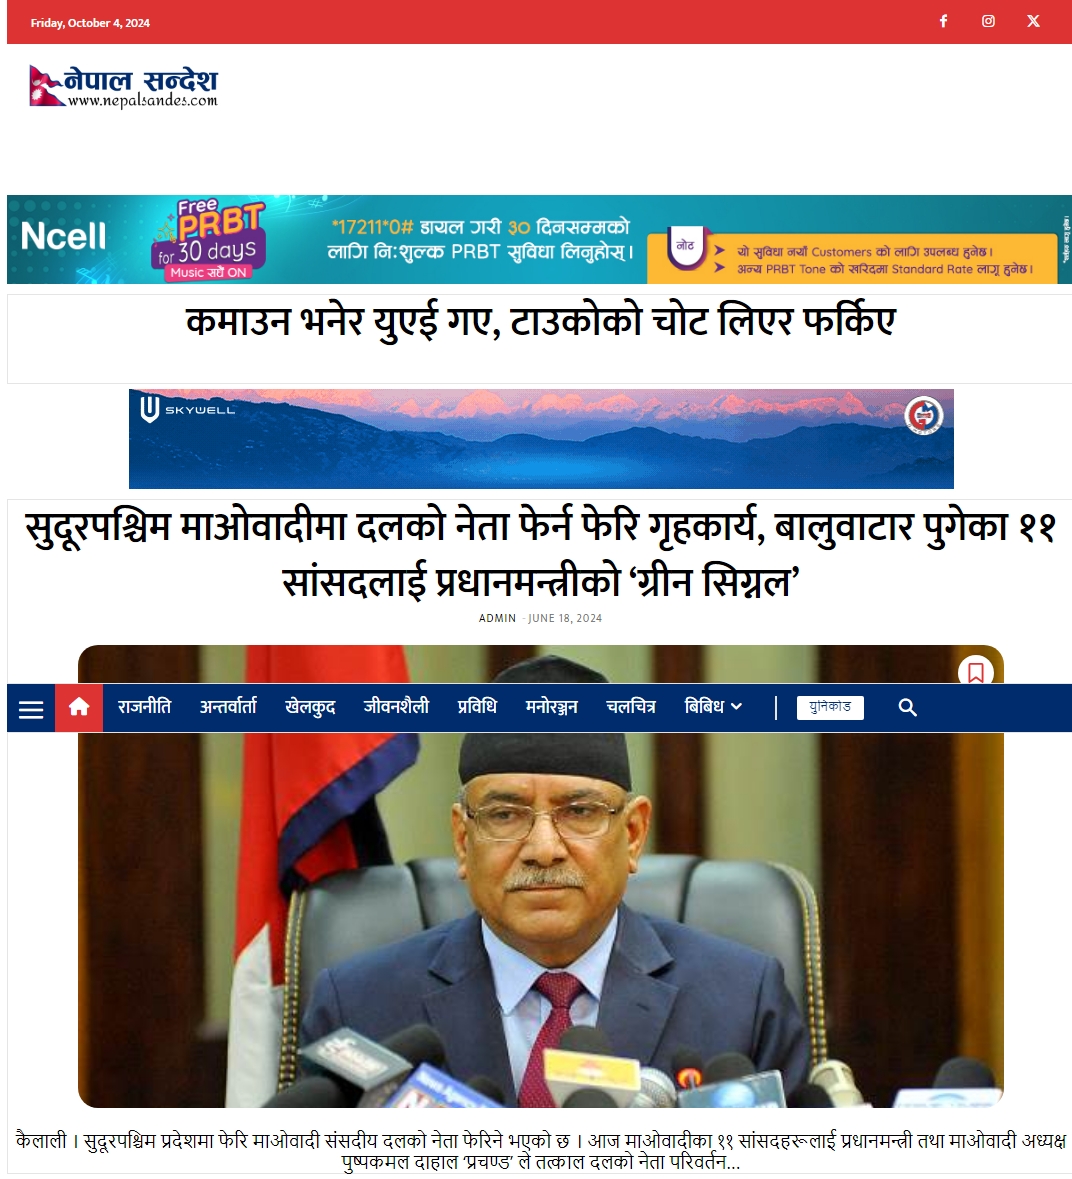 Friday, October 4, 2024
नेपाल सन्देश
www.nepalsandes.com
Ncell
Free
PRBT
for 30 days
Music सधैं ON
*17211*0# डायल गरी ३० दिनसम्मको
लागि नि:शुल्क PRBT सुविधा लिनुहोस्।
नोट
यो सुविधा नयाँ Customers को लागि उपलब्ध हुनेछ।
अन्य PRBT Tone को खरिदमा Standard Rate लागू हुनेछ।
कमाउन भनेर युएई गए, टाउकोको चोट लिएर फर्किए
SKYWELL
सुदूरपश्चिम माओवादीमा दलको नेता फेर्न फेरि गृहकार्य, बालुवाटार पुगेका ११
सांसदलाई प्रधानमन्त्रीको ‘ग्रीन सिग्नल’
ADMIN - JUNE 18, 2024
राजनीति अन्तर्वार्ता खेलकुद जीवनशैली प्रविधि मनोरञ्जन चलचित्र बिबिध युनिकोड
कैलाली । सुदूरपश्चिम प्रदेशमा फेरि माओवादी संसदीय दलको नेता फेरिने भएको छ । आज माओवादीका ११ सांसदहरूलाई प्रधानमन्त्री तथा माओवादी अध्यक्ष
पुष्पकमल दाहाल ‘प्रचण्ड’ ले तत्काल दलको नेता परिवर्तन...